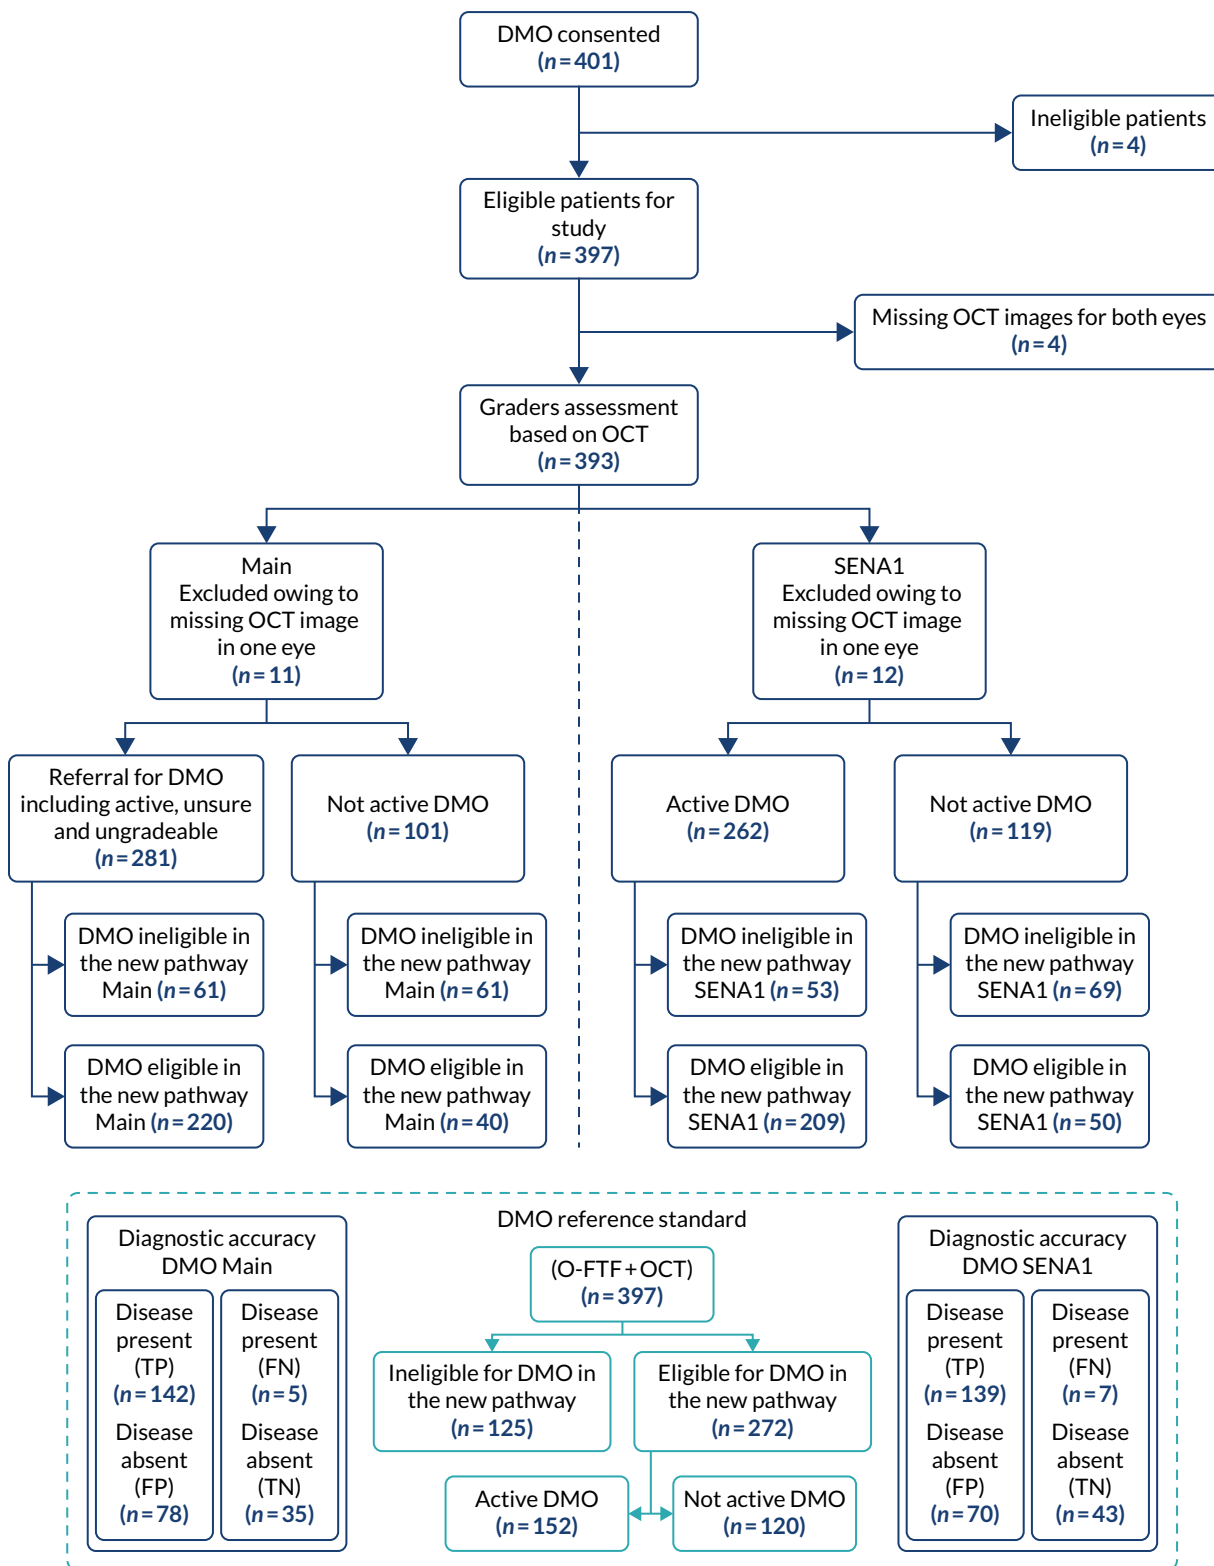 DMO consented
(n = 401)
Ineligible patients
(n = 4)
Eligible patients for
study
(n = 397)
Missing OCT images for both eyes
(n = 4)
Graders assessment
based on OCT
(n = 393)
Main
Excluded owing to
missing OCT image
in one eye
(n = 11)
SENA1
Excluded owing to
missing OCT image
in one eye
(n = 12)
Referral for DMO
including active, unsure
and ungradeable
(n = 281)
Not active DMO
(n = 101)
Active DMO
(n = 262)
Not active DMO
(n = 119)
DMO ineligible in
the new pathway
Main (n = 61)
DMO ineligible in
the new pathway
Main (n = 61)
DMO ineligible in
the new pathway
SENA1 (n = 53)
DMO ineligible in
the new pathway
SENA1 (n = 69)
DMO eligible in
the new pathway
Main (n = 220)
DMO eligible in
the new pathway
Main (n = 40)
DMO eligible in
the new pathway
SENA1 (n = 209)
DMO eligible in
the new pathway
SENA1 (n = 50)
Diagnostic accuracy
DMO Main
Disease
present
(TP)
(n = 142)
Disease
absent
(FP)
(n = 78)
Disease
present
(FN)
(n = 5)
Disease
absent
(TN)
(n = 35)
DMO reference standard
(O-FTF + OCT)
(n = 397)
Ineligible for DMO in
the new pathway
(n = 125)
Eligible for DMO in
the new pathway
(n = 272)
Active DMO
(n = 152)
Not active DMO
(n = 120)
Diagnostic accuracy
DMO SENA1
Disease
present
(TP)
(n = 139)
Disease
absent
(FP)
(n = 70)
Disease
present
(FN)
(n = 7)
Disease
absent
(TN)
(n = 43)